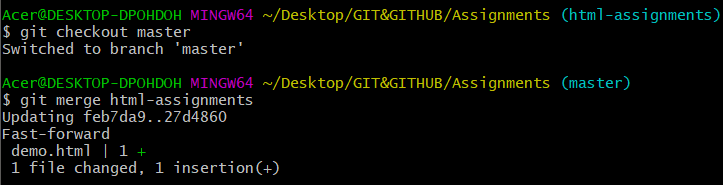 Acer@DESKTOP-DPOHDOH MINGW64 ~/Desktop/GIT&GITHUB/Assignments (html-assignments)
$ git checkout master
Switched to branch 'master'
Acer@DESKTOP-DPOHDOH MINGW64 ~/Desktop/GIT&GITHUB/Assignments (master)
$ git merge html-assignments
Updating feb7da9..27d4860
Fast-forward
 demo.html | 1 +
 1 file changed, 1 insertion(+)